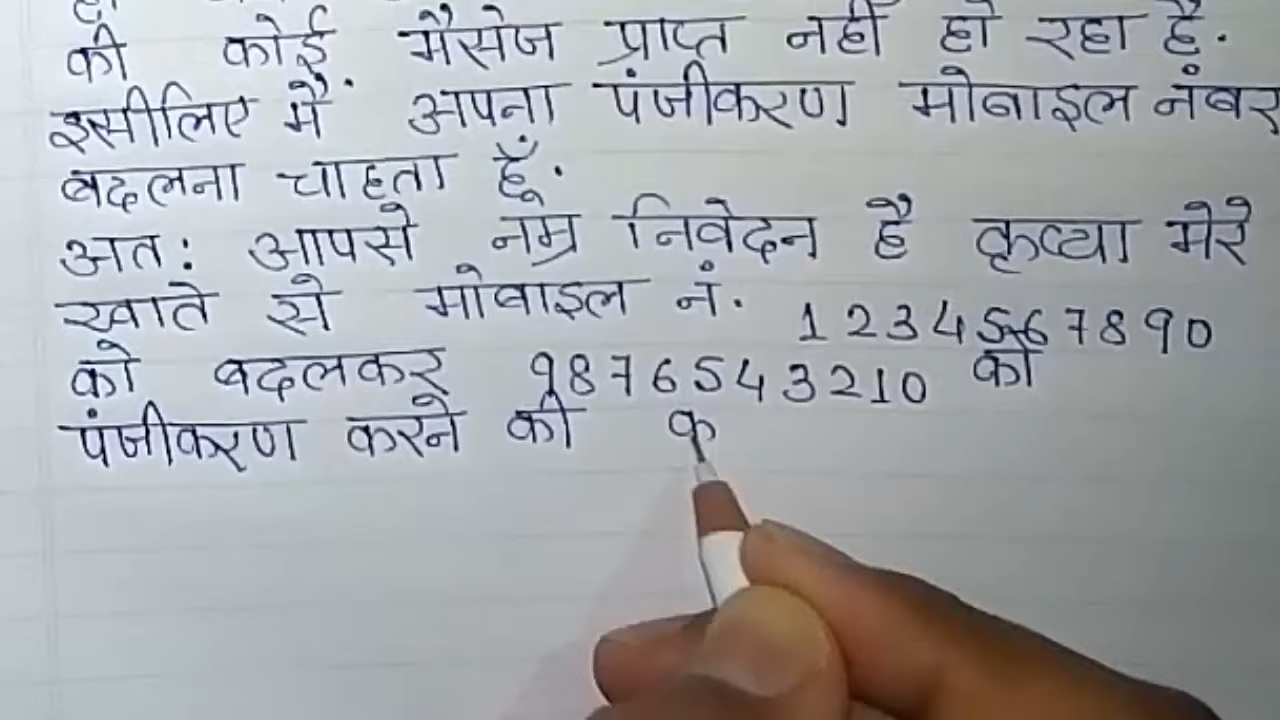 की कोई मैसेज प्राप्त नहीं हो रहा है.
इसीलिए मैं अपना पंजीकरण मोबाइल नंबर
बदलना चाहता हूँ.
अत: आपसे नम्र निवेदन है कृप्या मेरे
खाते से मोबाइल नं. 1234567890
को बदलकर 9876543210 को
पंजीकरण करने की क